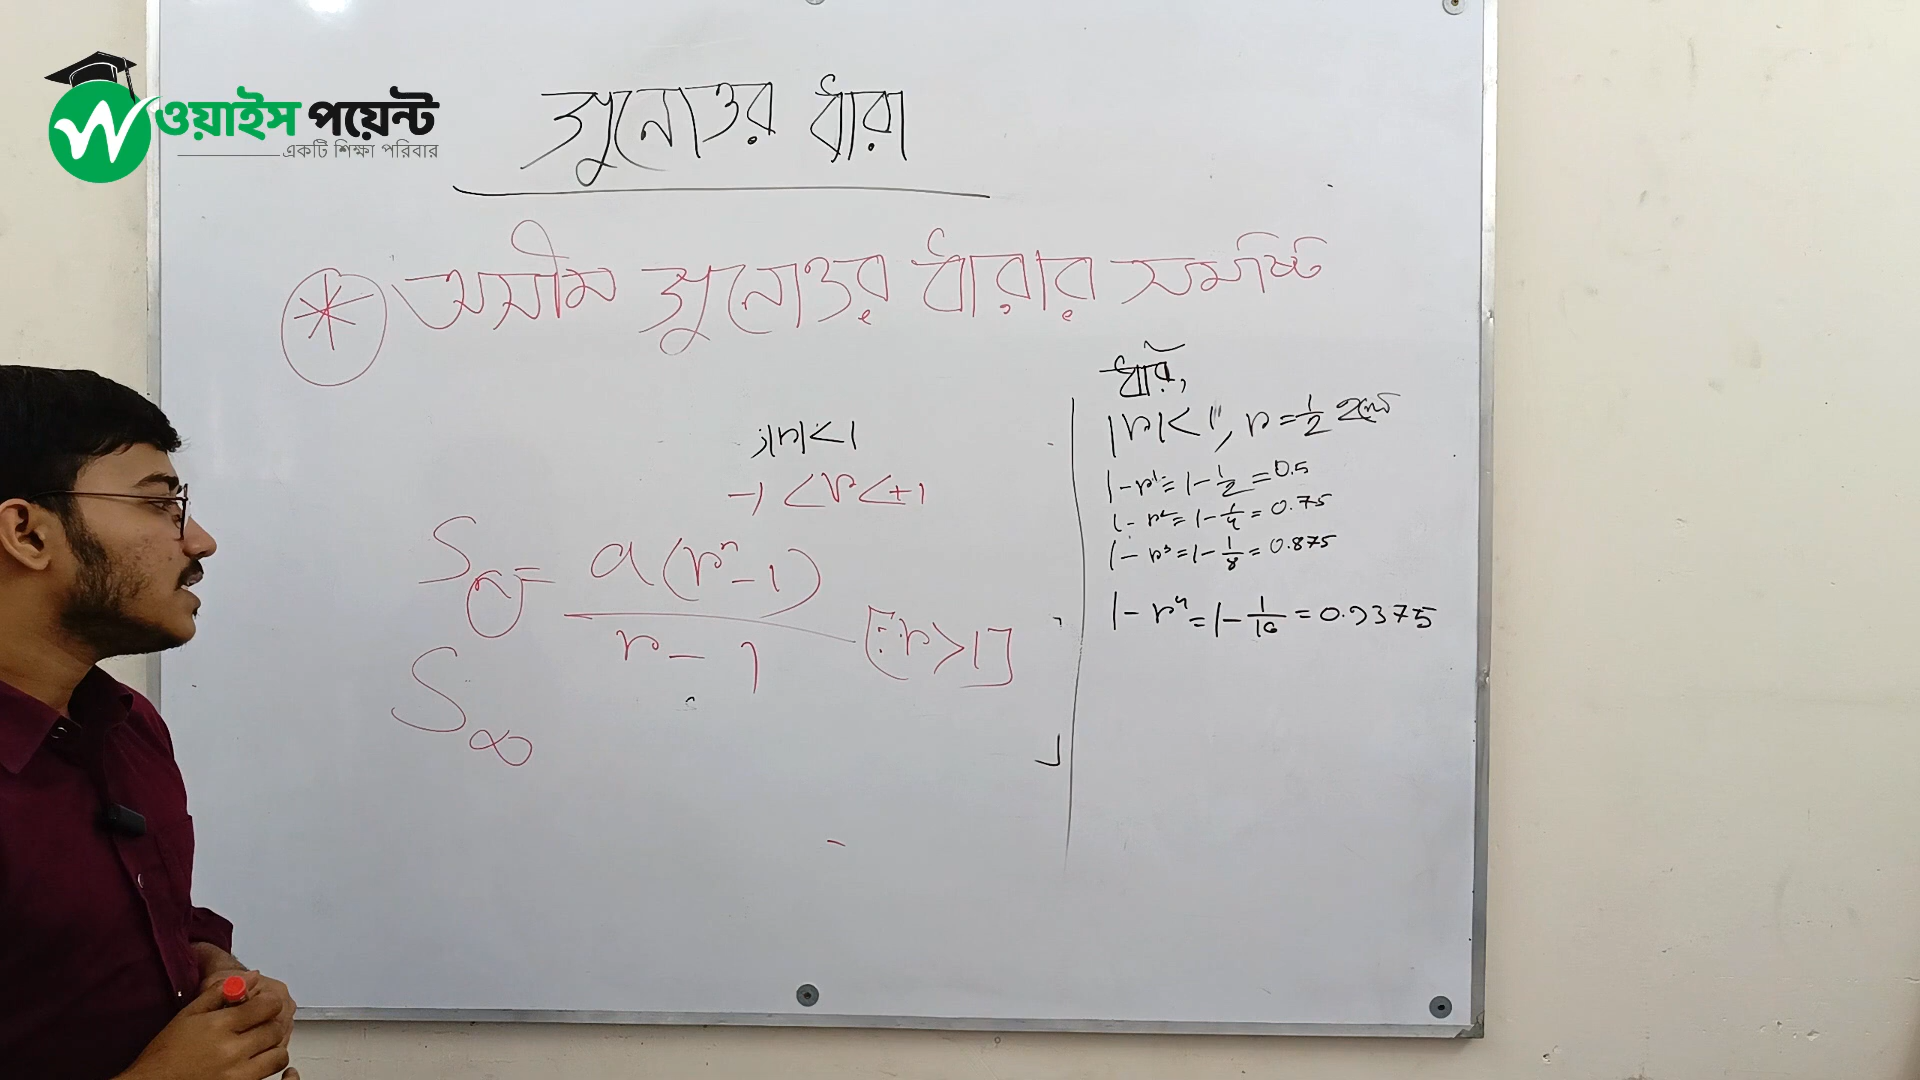 ওয়াইস পয়েন্ট
একটি শিক্ষা পরিবার
গুনোত্তর ধারা
* অসীম গুনোত্তর ধারার সমষ্টি
; |r| < 1
-1 < r < +1
Sₙ = a(rⁿ - 1) / r - 1 [∵ r > 1]
S∞
ধরি,
|r| < 1, r = 1/2 হলে
1 - r¹ = 1 - 1/2 = 0.5
1 - r² = 1 - 1/4 = 0.75
1 - r³ = 1 - 1/8 = 0.875
1 - r⁴ = 1 - 1/16 = 0.9375